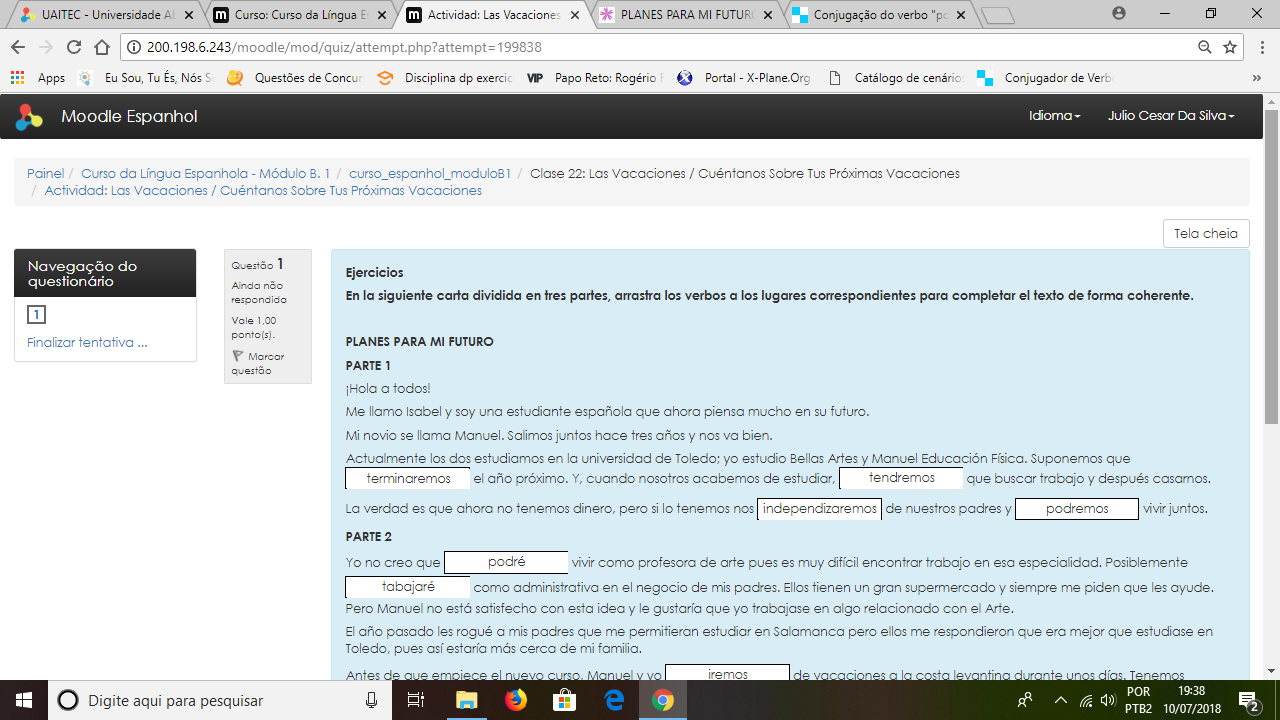 UAITEC - Universidade Ab
Curso: Curso da Língua Es
Actividad: Las Vacaciones
PLANES PARA MI FUTUR
Conjugação do verbo "po
200.198.6.243/moodle/mod/quiz/attempt.php?attempt=199838
Apps
Eu Sou, Tu És, Nós S
Questões de Concur
Disciplina dp exercic
VIP
Papo Reto: Rogério F
Portal - X-Plane.Org
Catálogo de cenário
Conjugador de Verb
»
Moodle Espanhol
Idioma
Julio Cesar Da Silva
Painel / Curso da Língua Espanhola - Módulo B. 1 / curso_espanhol_moduloB1 / Clase 22: Las Vacaciones / Cuéntanos Sobre Tus Próximas Vacaciones
/ Actividad: Las Vacaciones / Cuéntanos Sobre Tus Próximas Vacaciones
Tela cheia
Navegação do
questionário
1
Finalizar tentativa ...
Questão 1
Ainda não
respondida
Vale 1,00
ponto(s).
Marcar
questão
Ejercicios
En la siguiente carta dividida en tres partes, arrastra los verbos a los lugares correspondientes para completar el texto de forma coherente.
PLANES PARA MI FUTURO
PARTE 1
¡Hola a todos!
Me llamo Isabel y soy una estudiante española que ahora piensa mucho en su futuro.
Mi novio se llama Manuel. Salimos juntos hace tres años y nos va bien.
Actualmente los dos estudiamos en la universidad de Toledo; yo estudio Bellas Artes y Manuel Educación Física. Suponemos que
terminaremos el año próximo. Y, cuando nosotros acabemos de estudiar, tendremos que buscar trabajo y después casarnos.
La verdad es que ahora no tenemos dinero, pero si lo tenemos nos independizaremos de nuestros padres y podremos vivir juntos.
PARTE 2
Yo no creo que podré vivir como profesora de arte pues es muy difícil encontrar trabajo en esa especialidad. Posiblemente
tabajaré como administrativa en el negocio de mis padres. Ellos tienen un gran supermercado y siempre me piden que les ayude.
Pero Manuel no está satisfecho con esta idea y le gustaría que yo trabajase en algo relacionado con el Arte.
El año pasado les rogué a mis padres que me permitieran estudiar en Salamanca pero ellos me respondieron que era mejor que estudiase en
Toledo, pues así estaría más cerca de mi familia.
Antes de que empiece el nuevo curso, Manuel y yo iremos de vacaciones a la costa levantina durante unos días. Tenemos
Digite aqui para pesquisar
POR
PTB2
19:38
10/07/2018
2